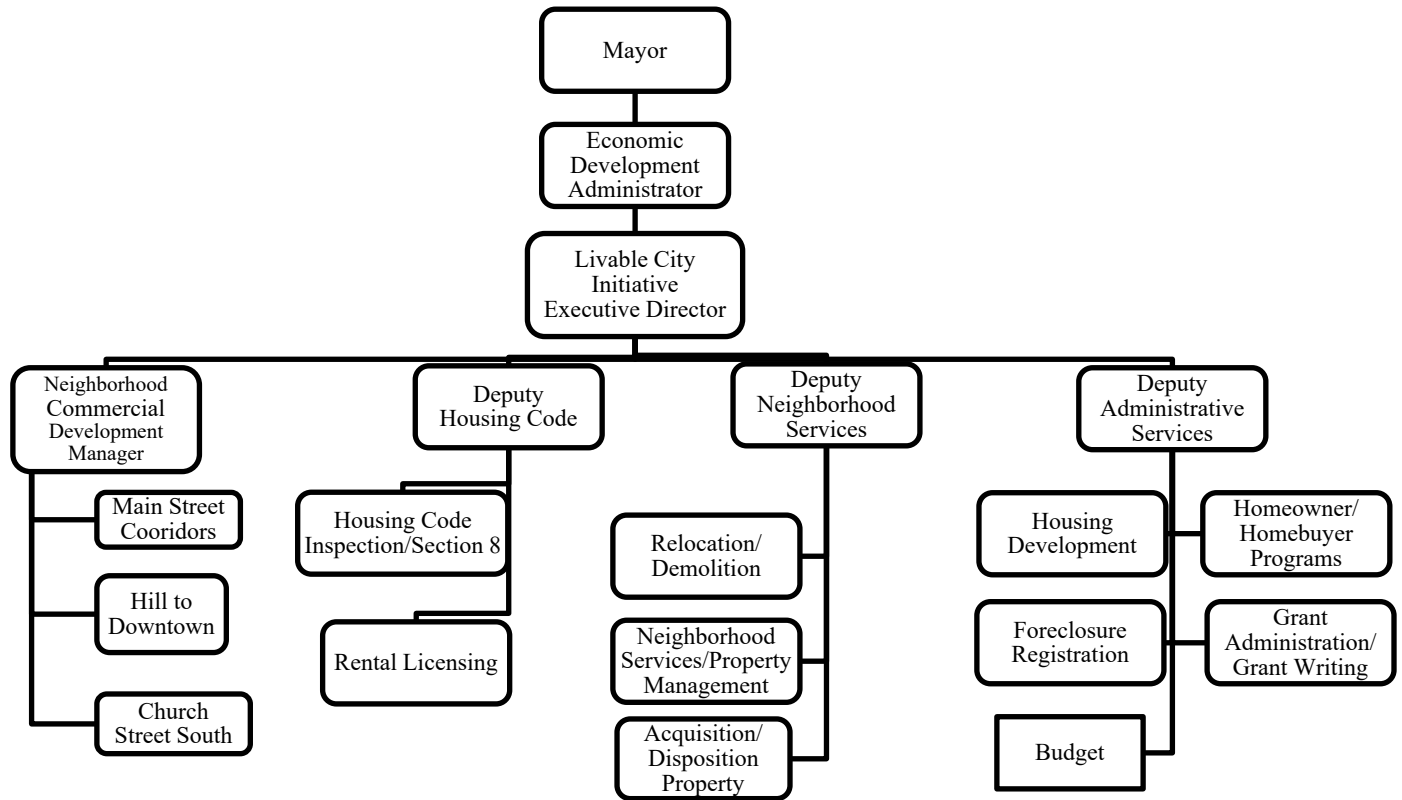 Mayor
Economic
Development
Administrator
Livable City
Initiative
Executive Director
Neighborhood
Commercial
Development
Manager
Deputy
Housing Code
Deputy
Neighborhood
Services
Deputy
Administrative
Services
Main Street
Cooridors
Hill to
Downtown
Church
Street South
Housing Code
Inspection/Section 8
Rental Licensing
Relocation/
Demolition
Neighborhood
Services/Property
Management
Acquisition/
Disposition
Property
Housing
Development
Homeowner/
Homebuyer
Programs
Foreclosure
Registration
Grant
Administration/
Grant Writing
Budget